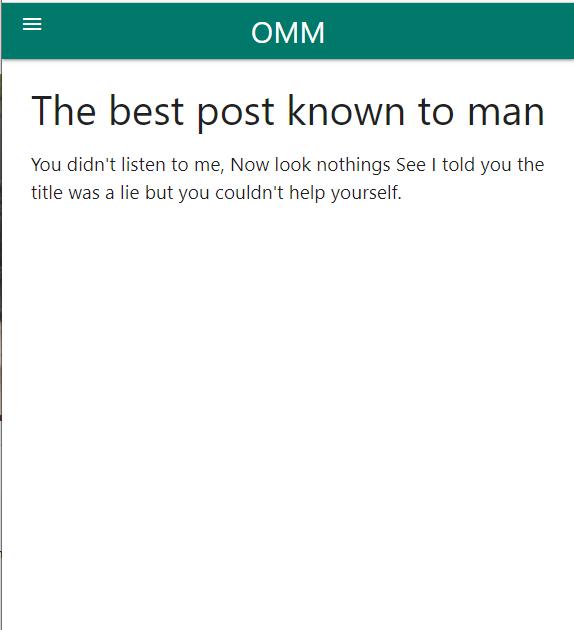 OMM
The best post known to man
You didn't listen to me, Now look nothings See I told you the
title was a lie but you couldn't help yourself.